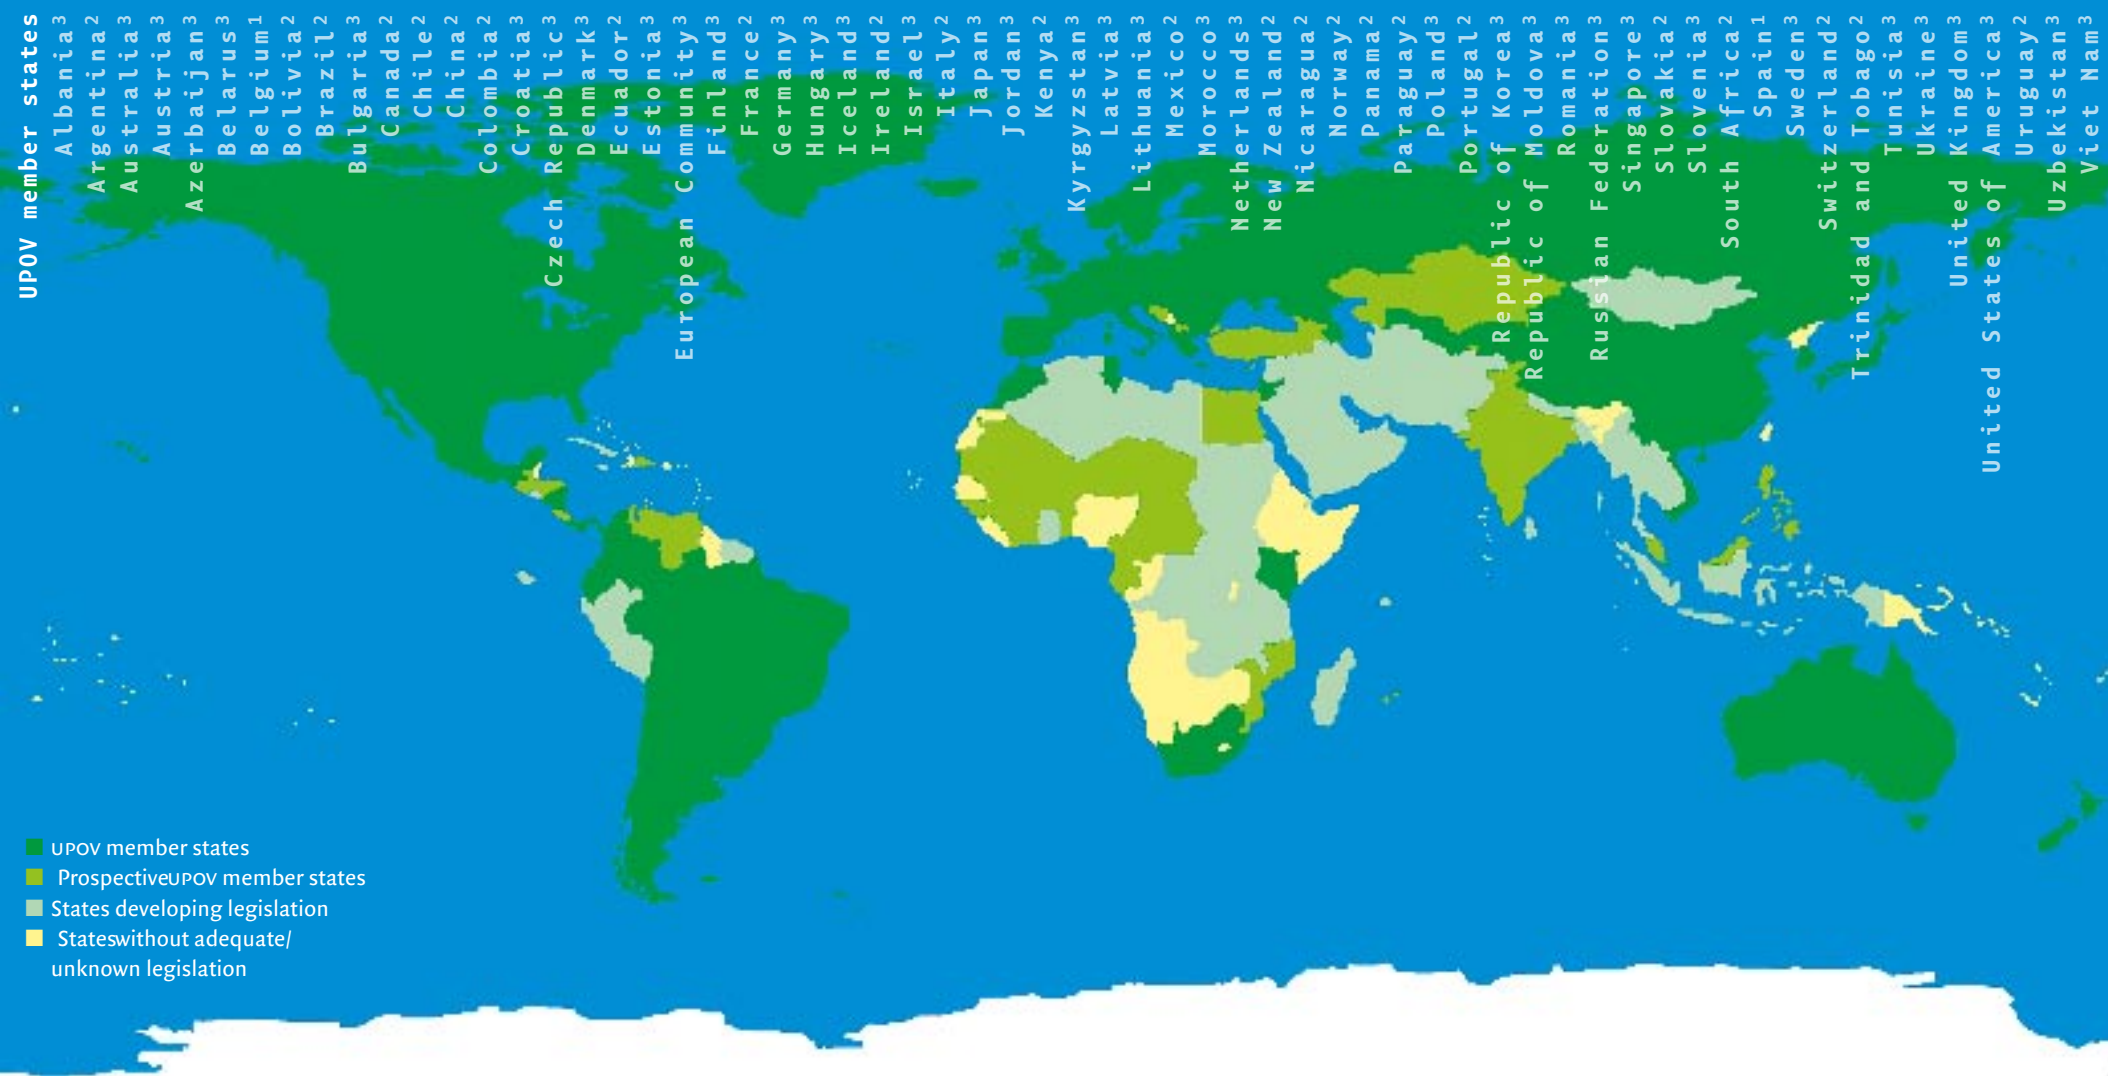 UPOV member states
Albania3
Argentina2
Australia3
Austria3
Azerbaijan3
Belarus3
Belgium1
Bolivia2
Brazil2
Bulgaria3
Canada2
Chile2
China2
Colombia2
Croatia3
Czech Republic3
Denmark3
Ecuador2
Estonia3
European Community3
Finland3
France2
Germany3
Hungary3
Iceland3
Ireland2
Israel3
Italy2
Japan3
Jordan3
Kenya2
Kyrgyzstan3
Latvia3
Lithuania3
Mexico2
Morocco3
Netherlands3
New Zealand2
Nicaragua2
Norway2
Panama2
Paraguay2
Poland3
Portugal2
Republic of Korea3
Republic of Moldova3
Romania3
Russian Federation3
Singapore3
Slovakia2
Slovenia3
South Africa2
Spain1
Sweden3
Switzerland2
Trinidad and Tobago2
Tunisia3
Ukraine3
United Kingdom3
United States of America3
Uruguay2
Uzbekistan3
Viet Nam3
UPOV member states
ProspectiveUPOV member states
States developing legislation
Stateswithout adequate/
unknown legislation